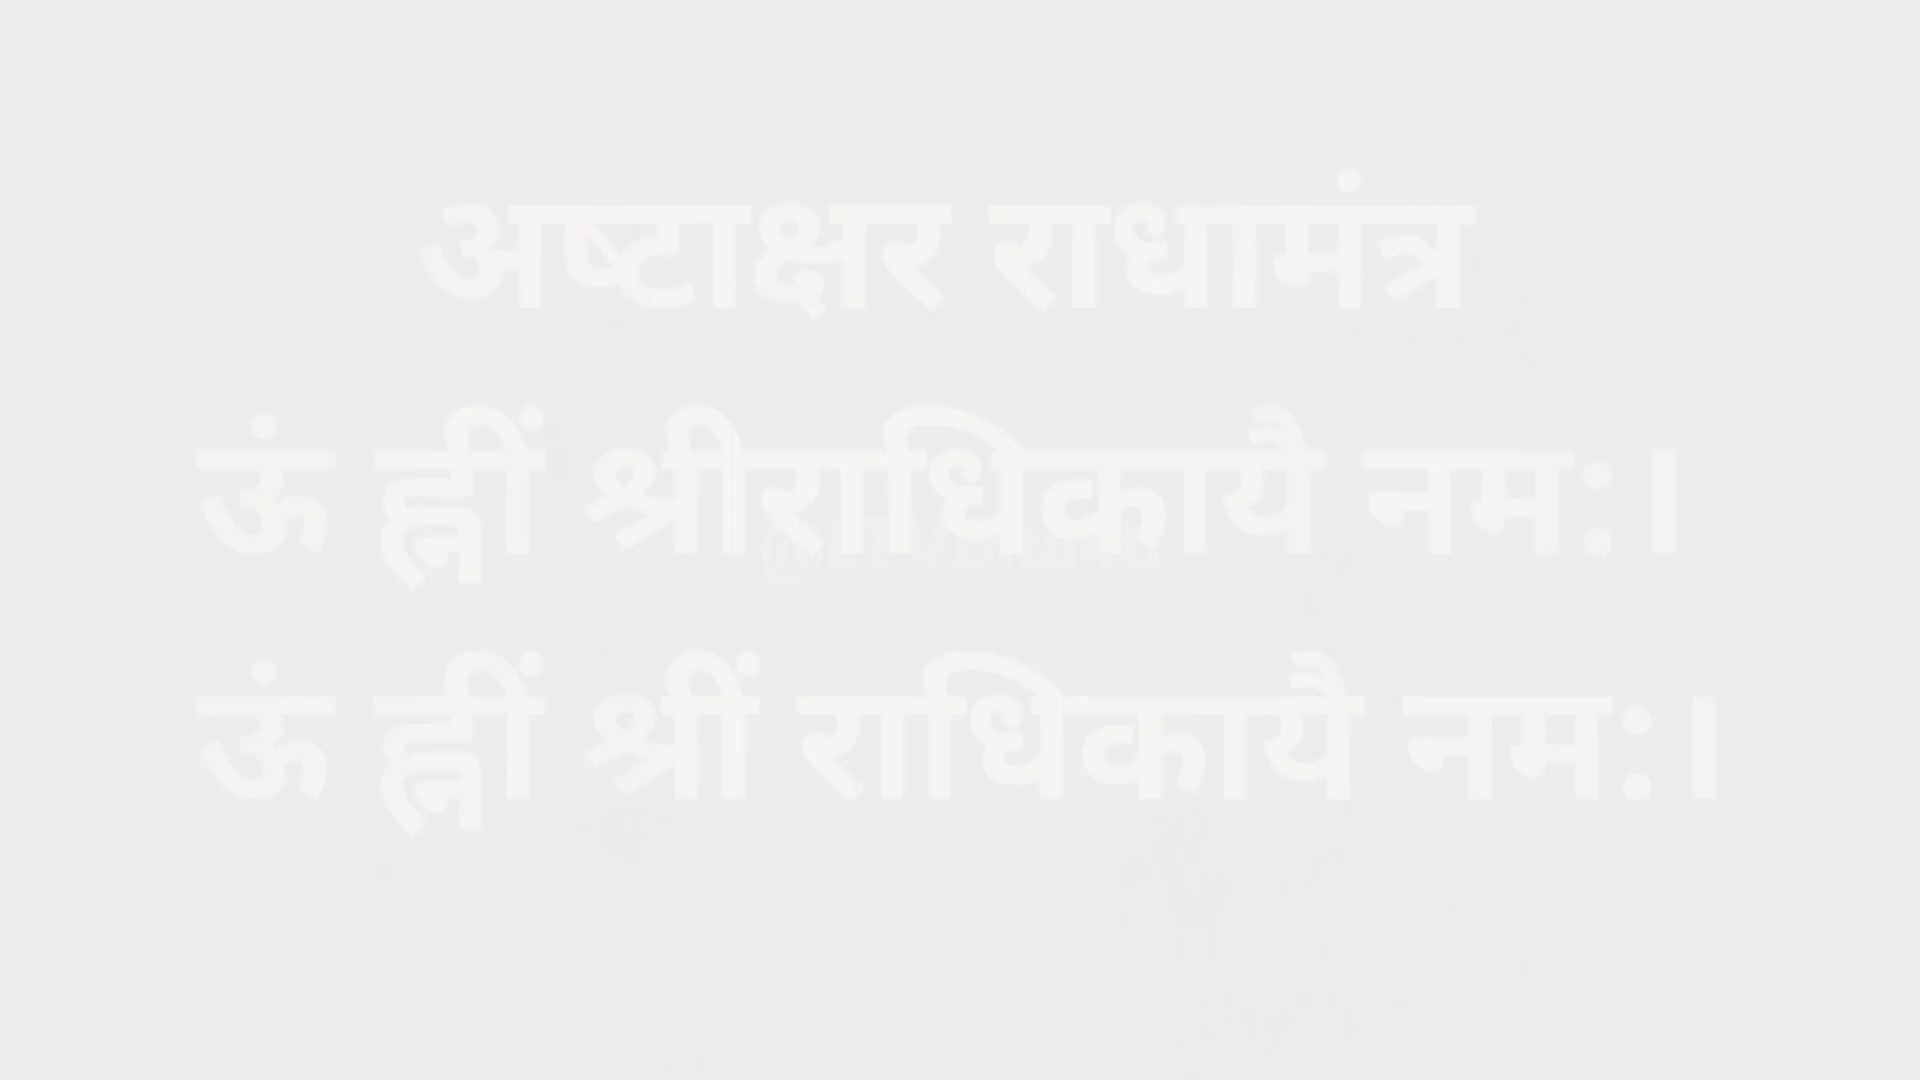 अष्टाक्षर राधामंत्र
ऊं ह्नीं श्रीराधिकायै नम: ।
ऊं ह्नीं श्रीं राधिकायै नम: ।